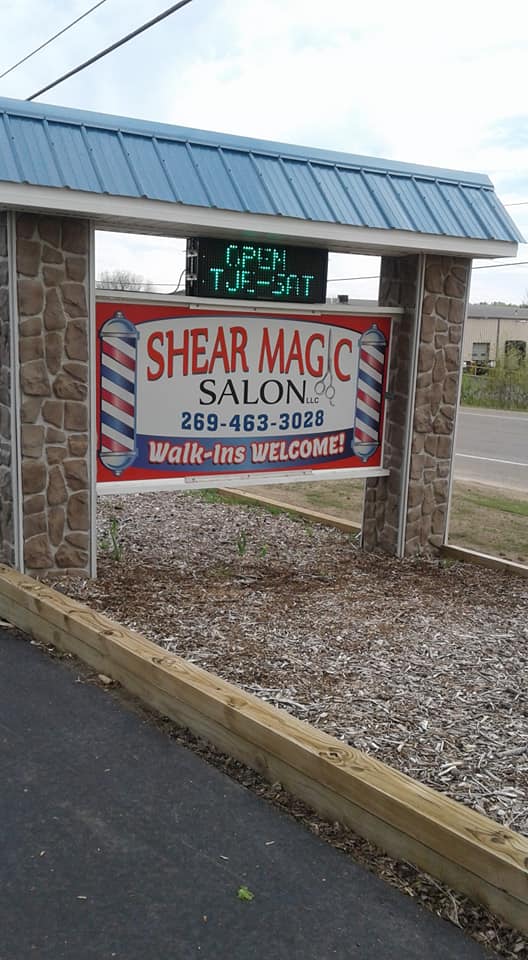 OPEN
TUE-SAT
SHEAR MAGIC
SALON LLC
269-463-3028
Walk-Ins WELCOME!